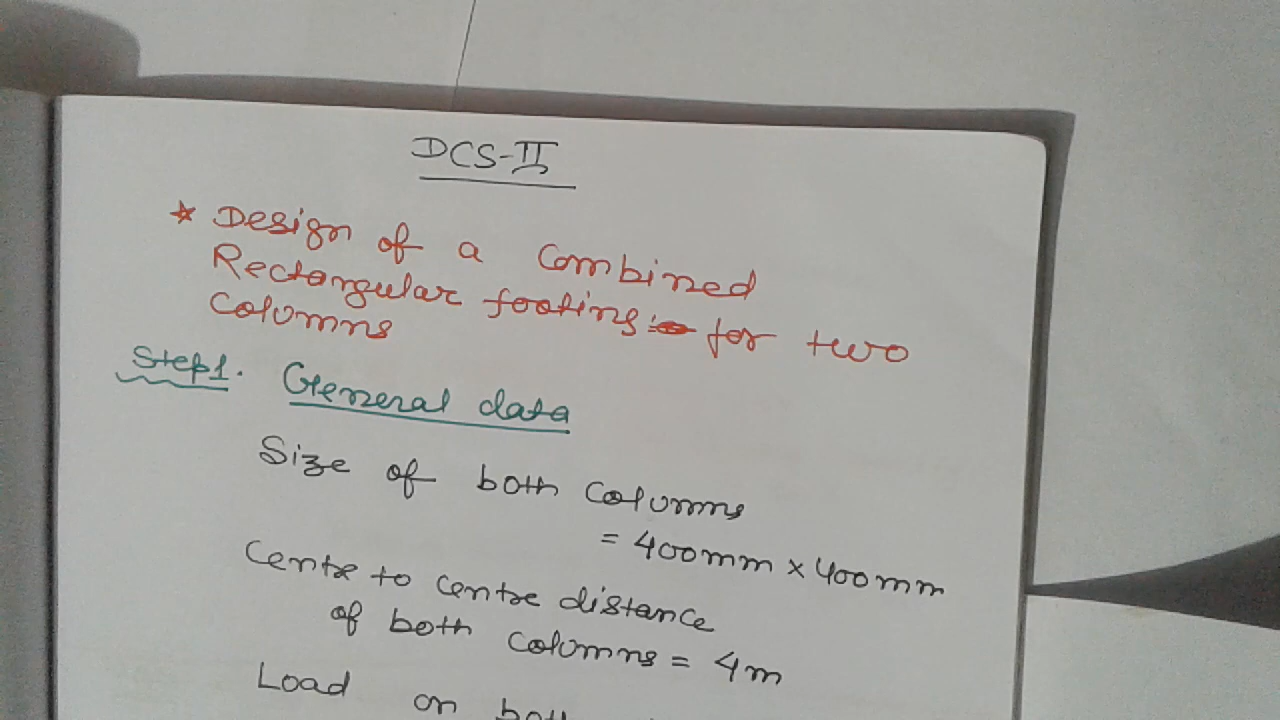 DCS-II
* Design of a Combined
Rectangular footing for two
Columns
Step1. General data
Size of both Columns
= 400mm x 400mm
Centre to centre distance
of both Columns = 4m
Load on both